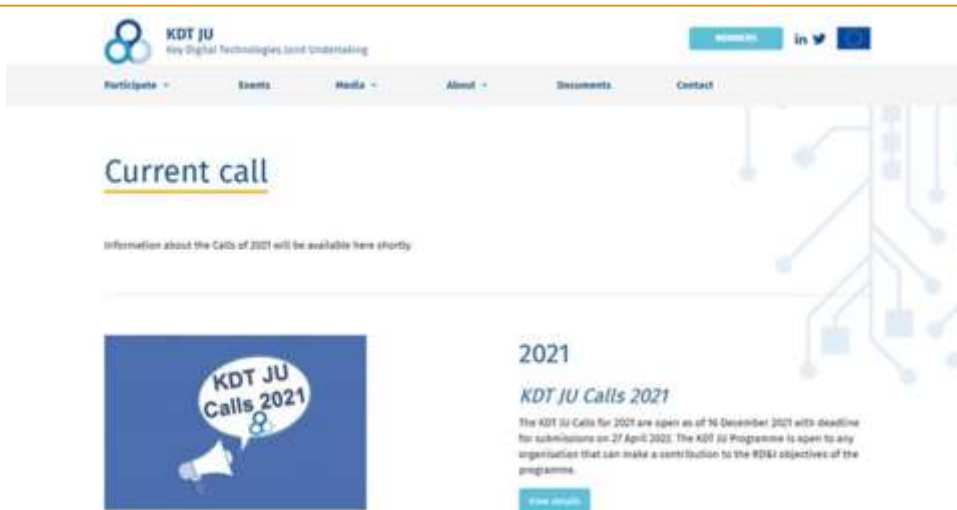 KDT JU
Key Digital Technologies Joint Undertaking
MEMBERS
in
Participate
Events
Media
About
Documents
Contact
Current call
Information about the Calls of 2021 will be available here shortly.
KDT JU
Calls 2021
2021
KDT JU Calls 2021
The KDT JU Calls for 2021 are open as of 16 December 2021 with deadline
for submissions on 27 April 2022. The KDT JU Programme is open to any
organisation that can make a contribution to the RD&I objectives of the
programme.
View details